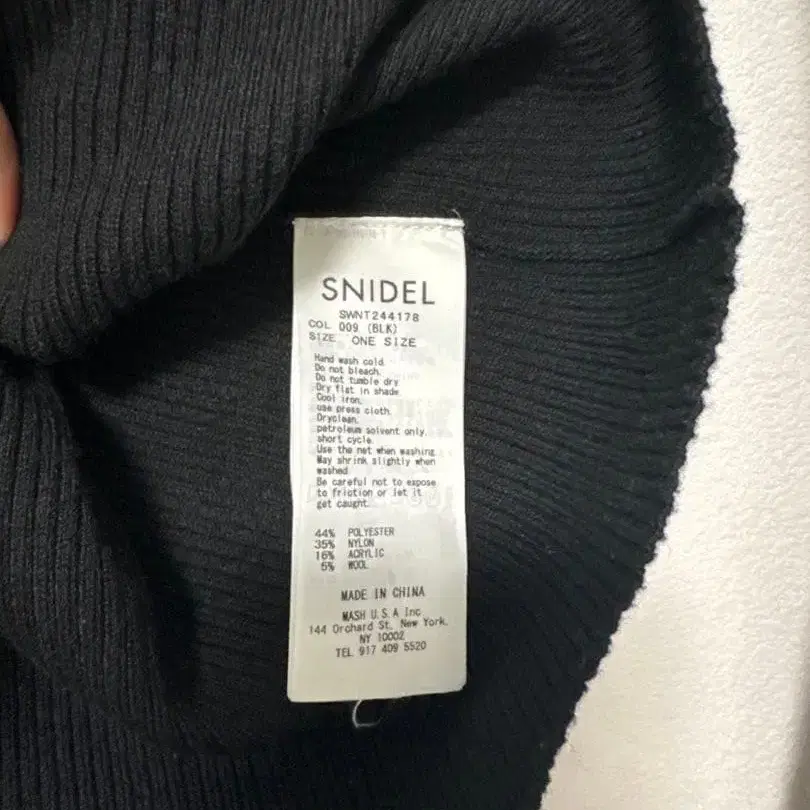 SNIDEL
SWNT244178
COL 009 (BLK)
SIZE ONE SIZE
Hand wash cold.
Do not bleach.
Do not tumble dry
Dry flat in shade
Cool iron.
use press cloth.
Dryclean.
petroleum solvent only.
short cycle.
Use the net when washing.
May shrink slightly when
washed
Be careful not to expose
to friction or let it
get caught.
44% POLYESTER
35% NYLON
16% ACRYLIC
5% WOOL
MADE IN CHINA
MASH U.S.A Inc
144 Orchard St, New York.
NY 10002
TEL 917 409 5520